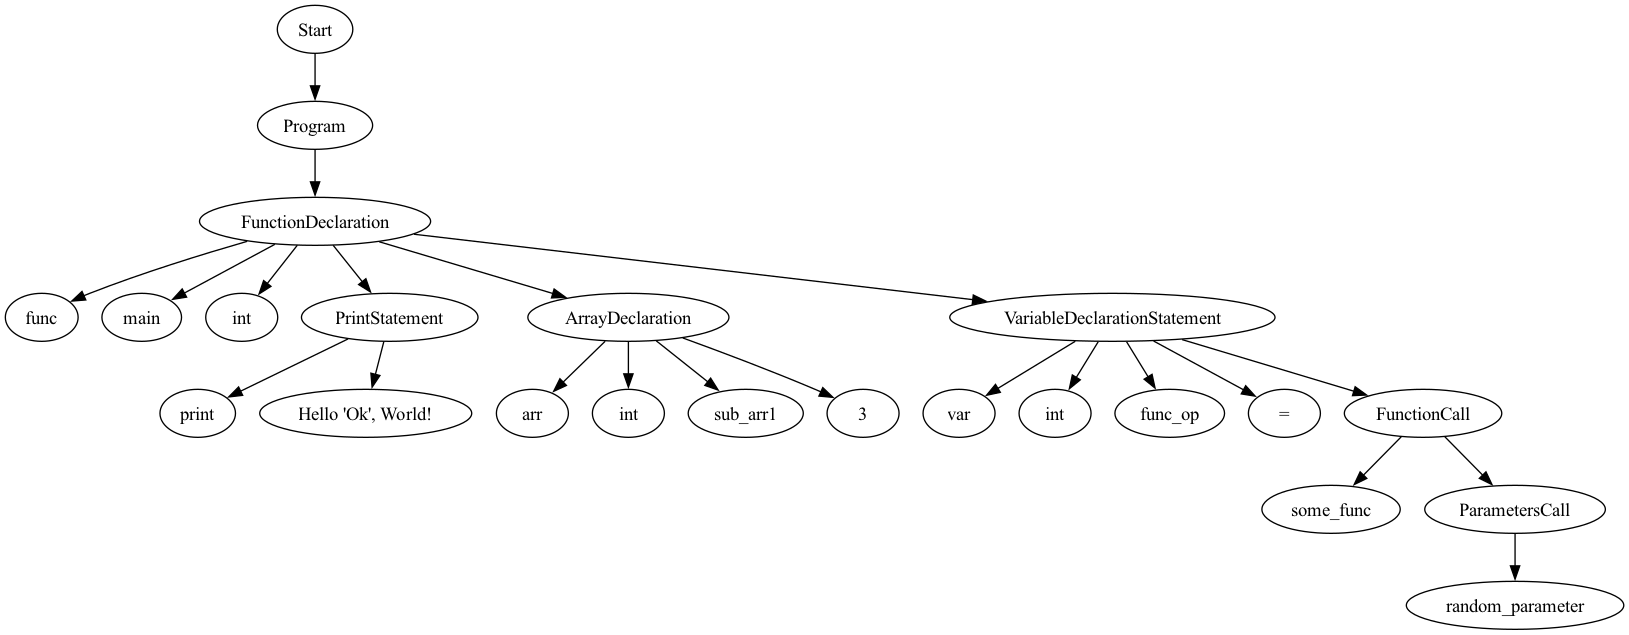 Start
Program
FunctionDeclaration
func
main
int
PrintStatement
ArrayDeclaration
VariableDeclarationStatement
print
Hello 'Ok', World!
arr
int
sub_arr1
3
var
int
func_op
=
FunctionCall
some_func
ParametersCall
random_parameter